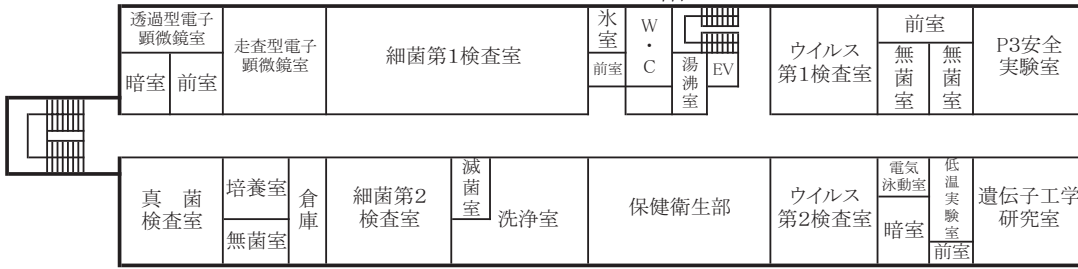 透過型電子
顕微鏡室
暗室
前室
走査型電子
顕微鏡室
細菌第1検査室
氷室
前室
W・C
湯沸室
EV
ウイルス
第1検査室
前室
無菌室
無菌室
P3安全
実験室
真 菌
検査室
培養室
無菌室
倉庫
細菌第2
検査室
滅菌室
洗浄室
保健衛生部
ウイルス
第2検査室
電気
泳動室
暗室
低温実験室
前室
遺伝子工学
研究室